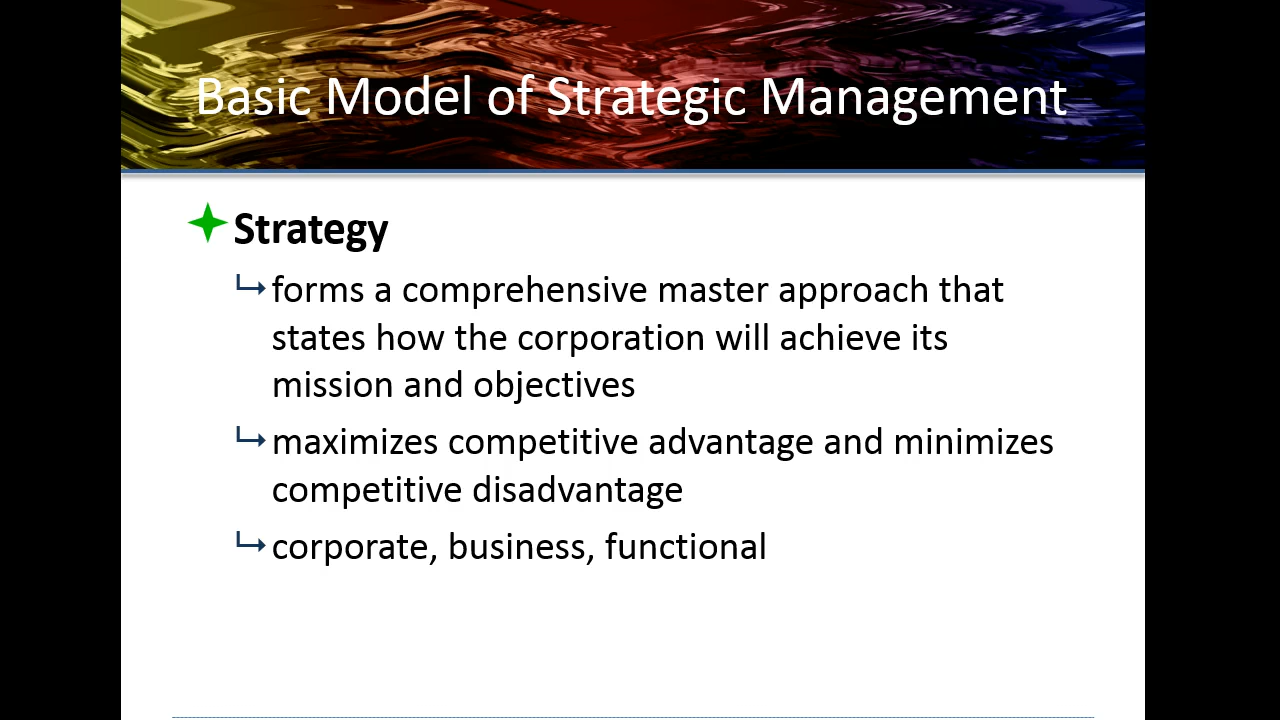 Basic Model of Strategic Management
Strategy
forms a comprehensive master approach that
states how the corporation will achieve its
mission and objectives
maximizes competitive advantage and minimizes
competitive disadvantage
corporate, business, functional